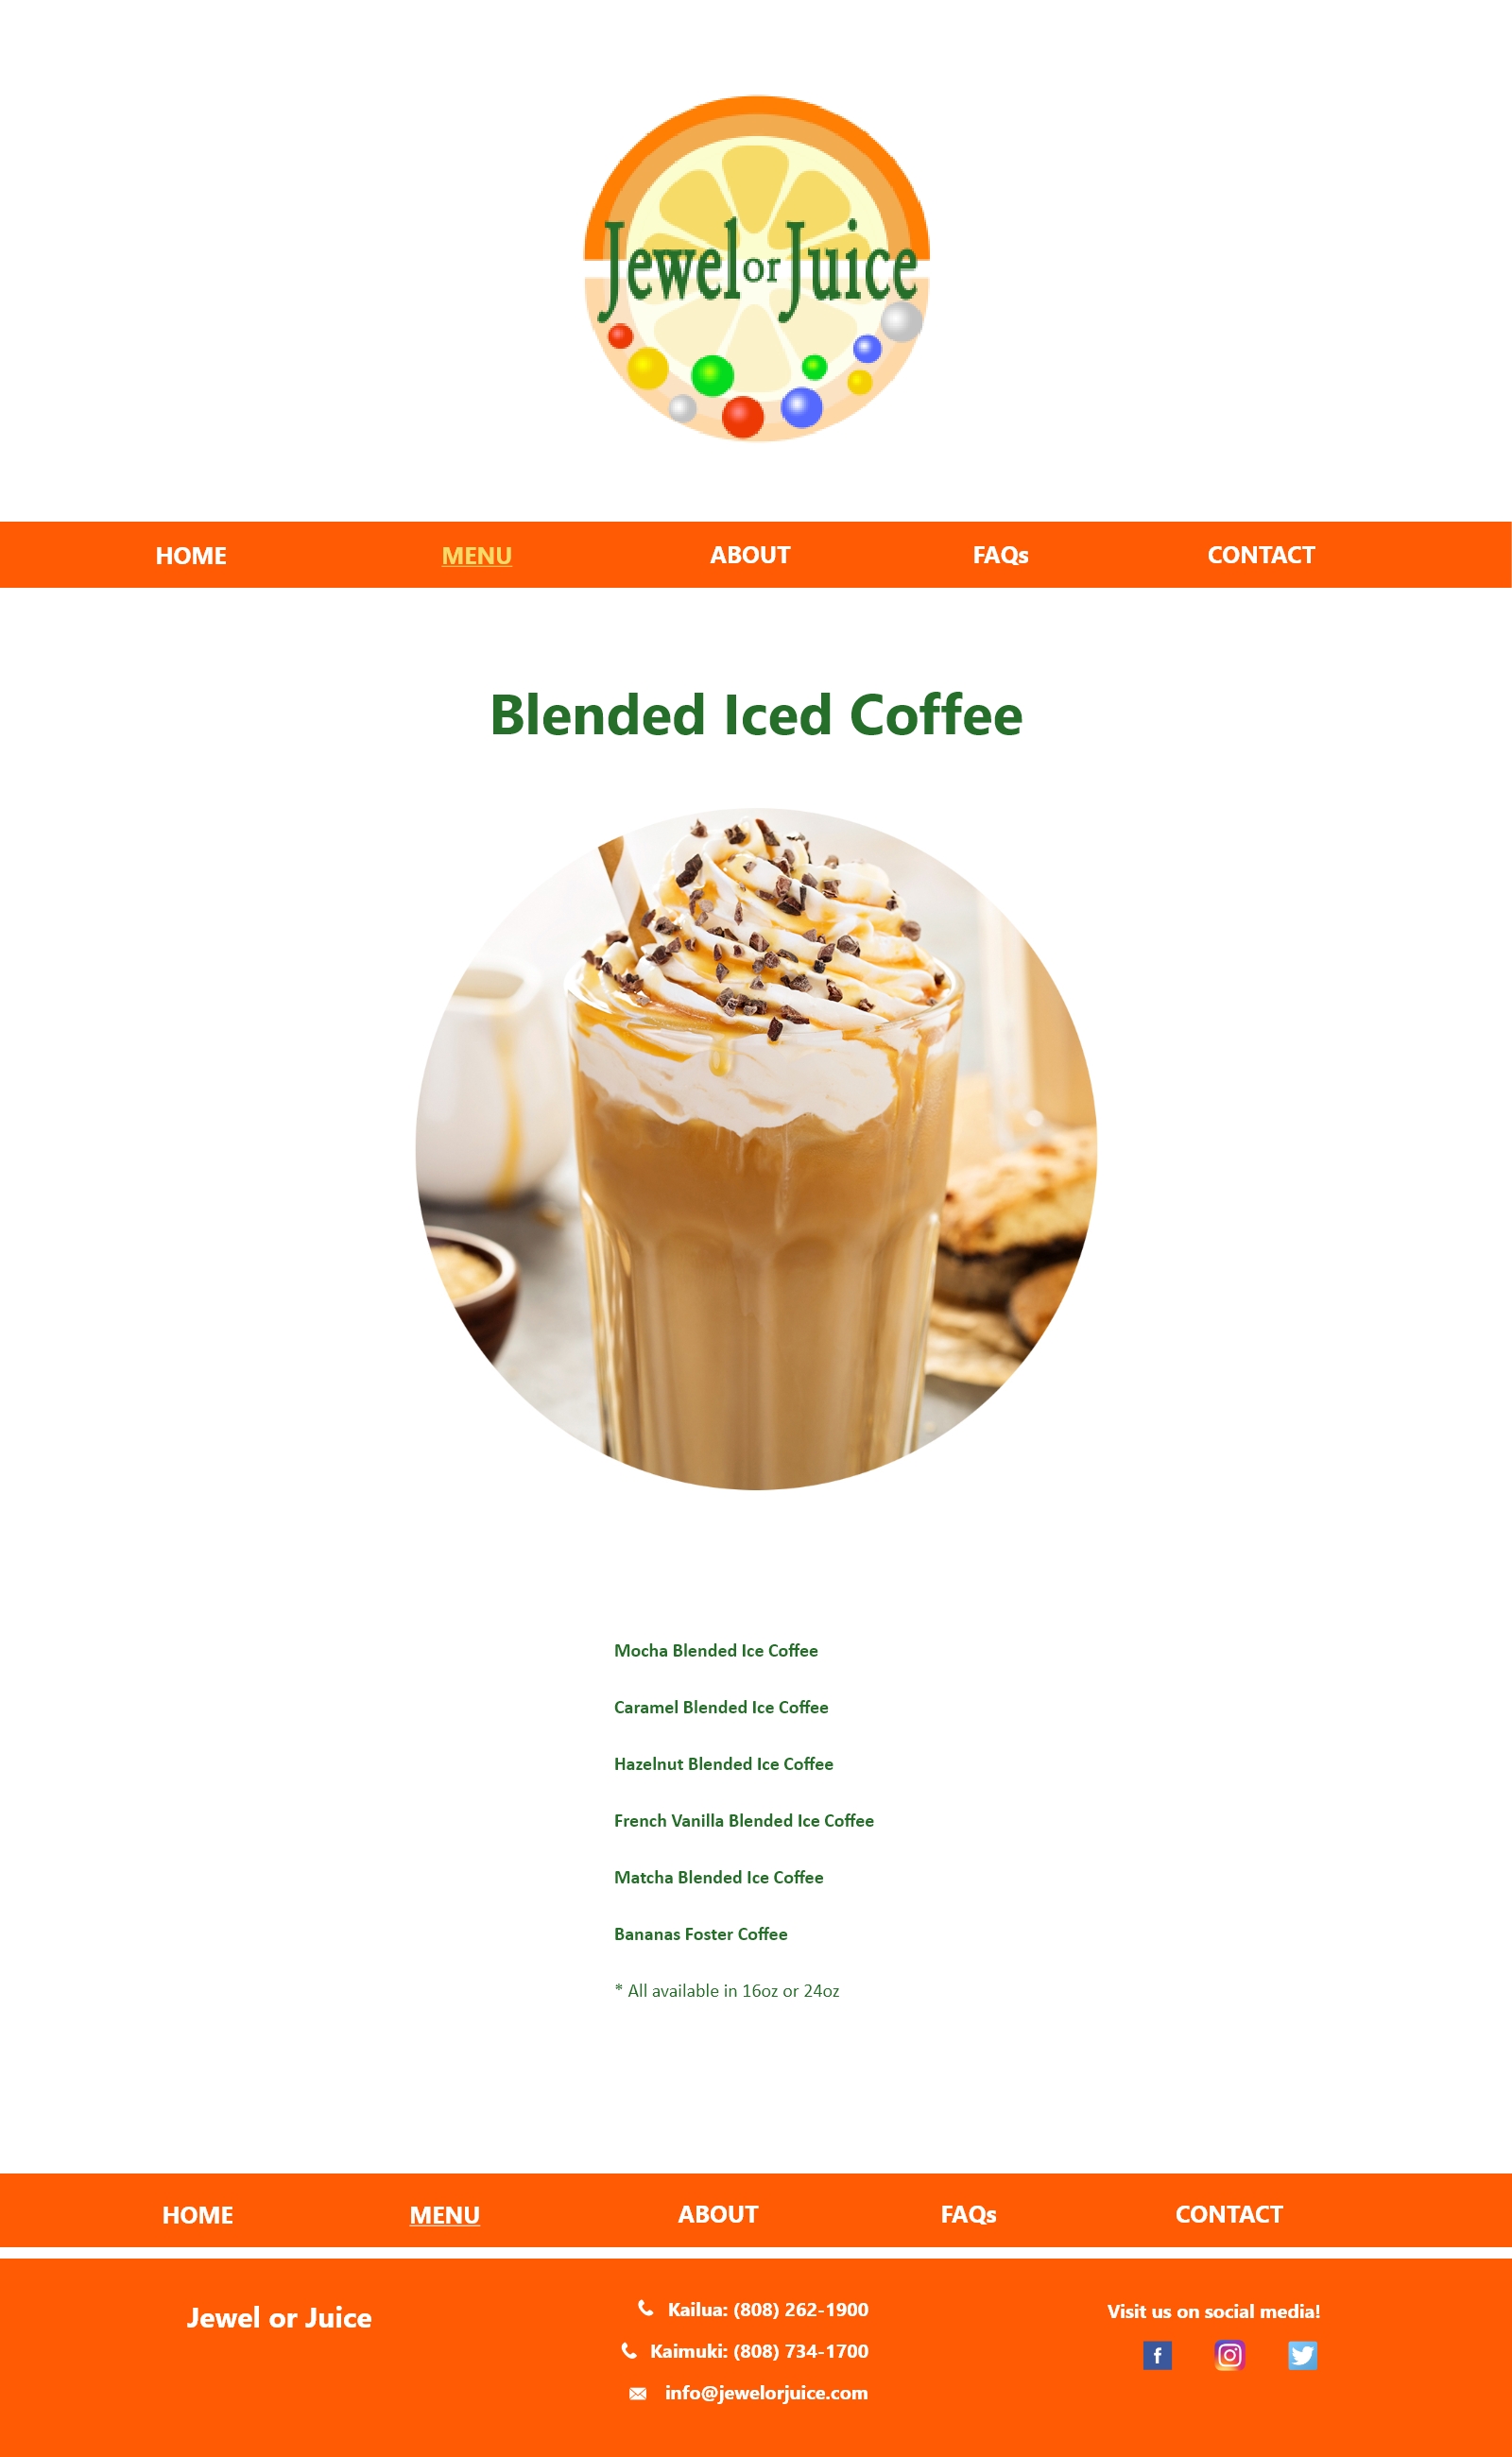 Jewel or Juice
HOME MENU ABOUT FAQs CONTACT
Blended Iced Coffee
Mocha Blended Ice Coffee
Caramel Blended Ice Coffee
Hazelnut Blended Ice Coffee
French Vanilla Blended Ice Coffee
Matcha Blended Ice Coffee
Bananas Foster Coffee
* All available in 16oz or 24oz
HOME MENU ABOUT FAQs CONTACT
Jewel or Juice
Kailua: (808) 262-1900
Kaimuki: (808) 734-1700
info@jewelorjuice.com
Visit us on social media!